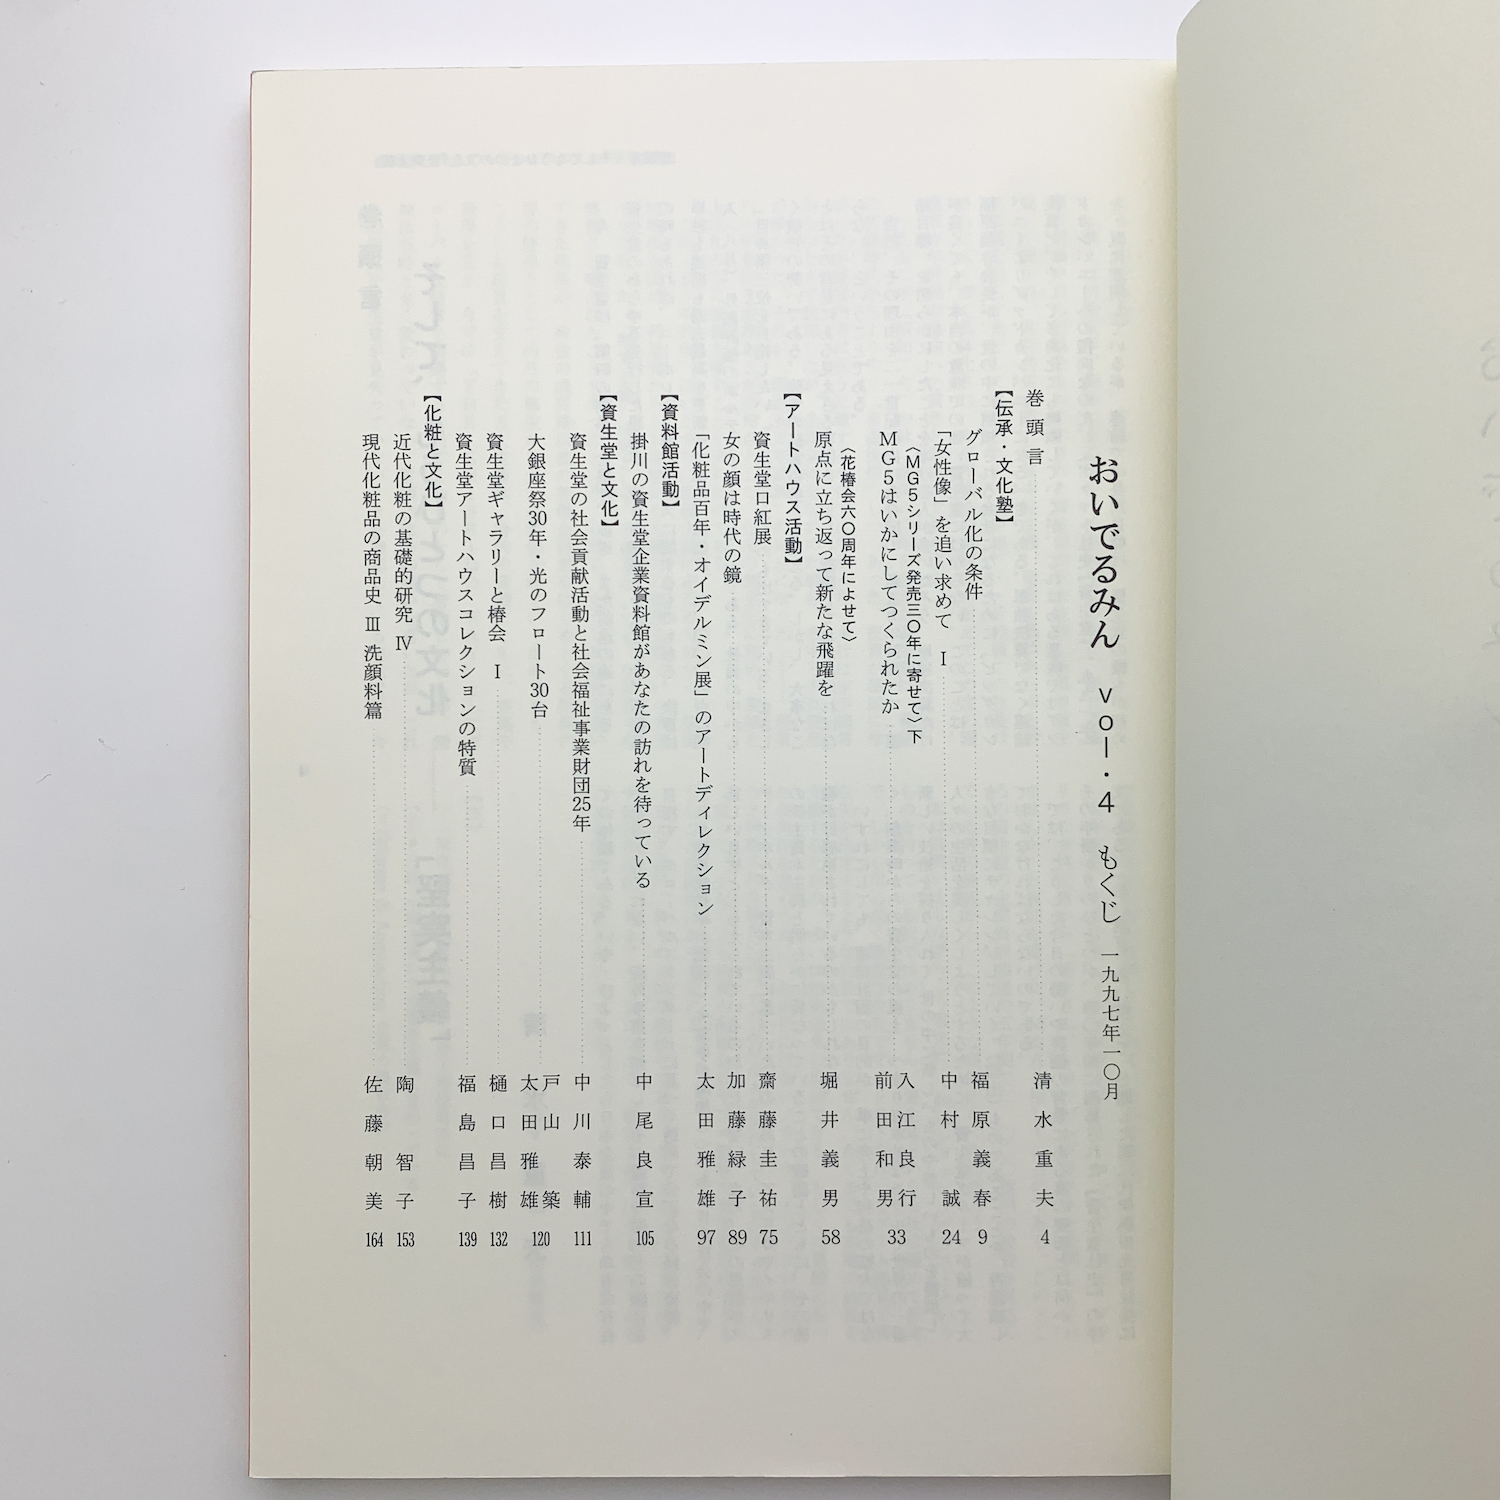 おいでるみん vol・4 もくじ 一九九七年一〇月
巻頭言 清水重夫 4
【伝承・文化塾】
グローバル化の条件 福原義春 9
「女性像」を追い求めて Ⅰ 中村誠 24
〈MG5シリーズ発売三〇年に寄せて〉下
MG5はいかにしてつくられたか 入江良行 前田和男 33
〈花椿会六〇周年によせて〉
原点に立ち返って新たな飛躍を 堀井義男 58
【アートハウス活動】
資生堂口紅展 齋藤圭祐 75
女の顔は時代の鏡 加藤緑子 89
「化粧品百年・オイデルミン展」のアートディレクション 太田雅雄 97
【資料館活動】
掛川の資生堂企業資料館があなたの訪れを待っている 中尾良宣 105
【資生堂と文化】
資生堂の社会貢献活動と社会福祉事業財団25年 中川泰輔 111
大銀座祭30年・光のフロート30台 戸山築 太田雅雄 120
資生堂ギャラリーと椿会 Ⅰ 樋口昌樹 132
資生堂アートハウスコレクションの特質 福島昌子 139
【化粧と文化】
近代化粧の基礎的研究 Ⅳ 陶智子 153
現代化粧品の商品史 Ⅲ 洗顔料篇 佐藤朝美 164